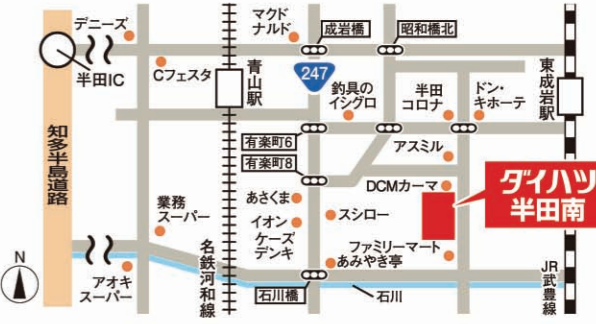 デニーズ
マクド
ナルド
成岩橋
昭和橋北
半田IC
Cフェスタ
青山駅
247
釣具の
イシグロ
半田
コロナ
ドン・
キホーテ
東成岩駅
知多半島道路
有楽町6
有楽町8
アスミル
DCMカーマ
ダイハツ
半田南
業務
スーパー
あさくま
イオン
ケーズ
デンキ
スシロー
ファミリーマート
あみやき亭
N
アオキ
スーパー
名鉄河和線
石川橋
石川
JR武豊線